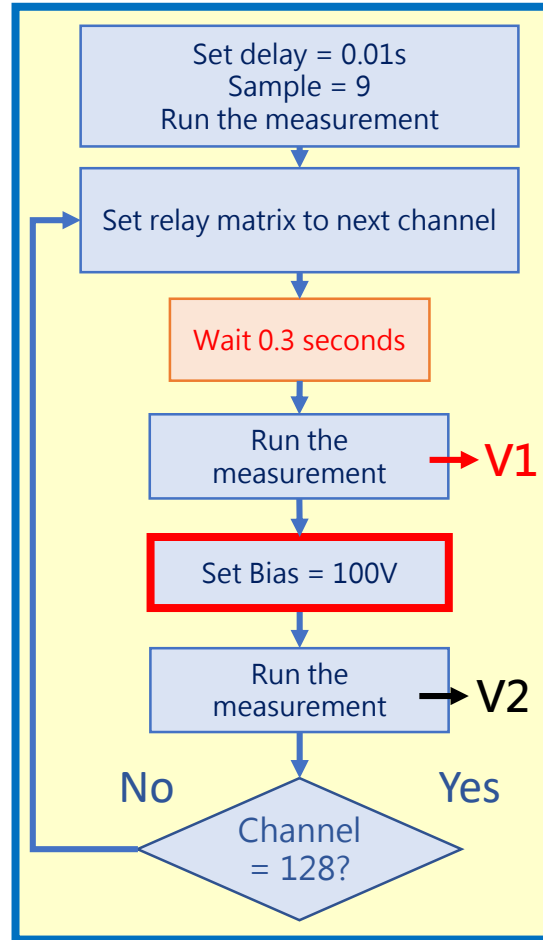 Set delay = 0.01s
Sample = 9
Run the measurement
Set relay matrix to next channel
Wait 0.3 seconds
Run the
measurement
V1
Set Bias = 100V
Run the
measurement
V2
No
Yes
Channel
= 128?